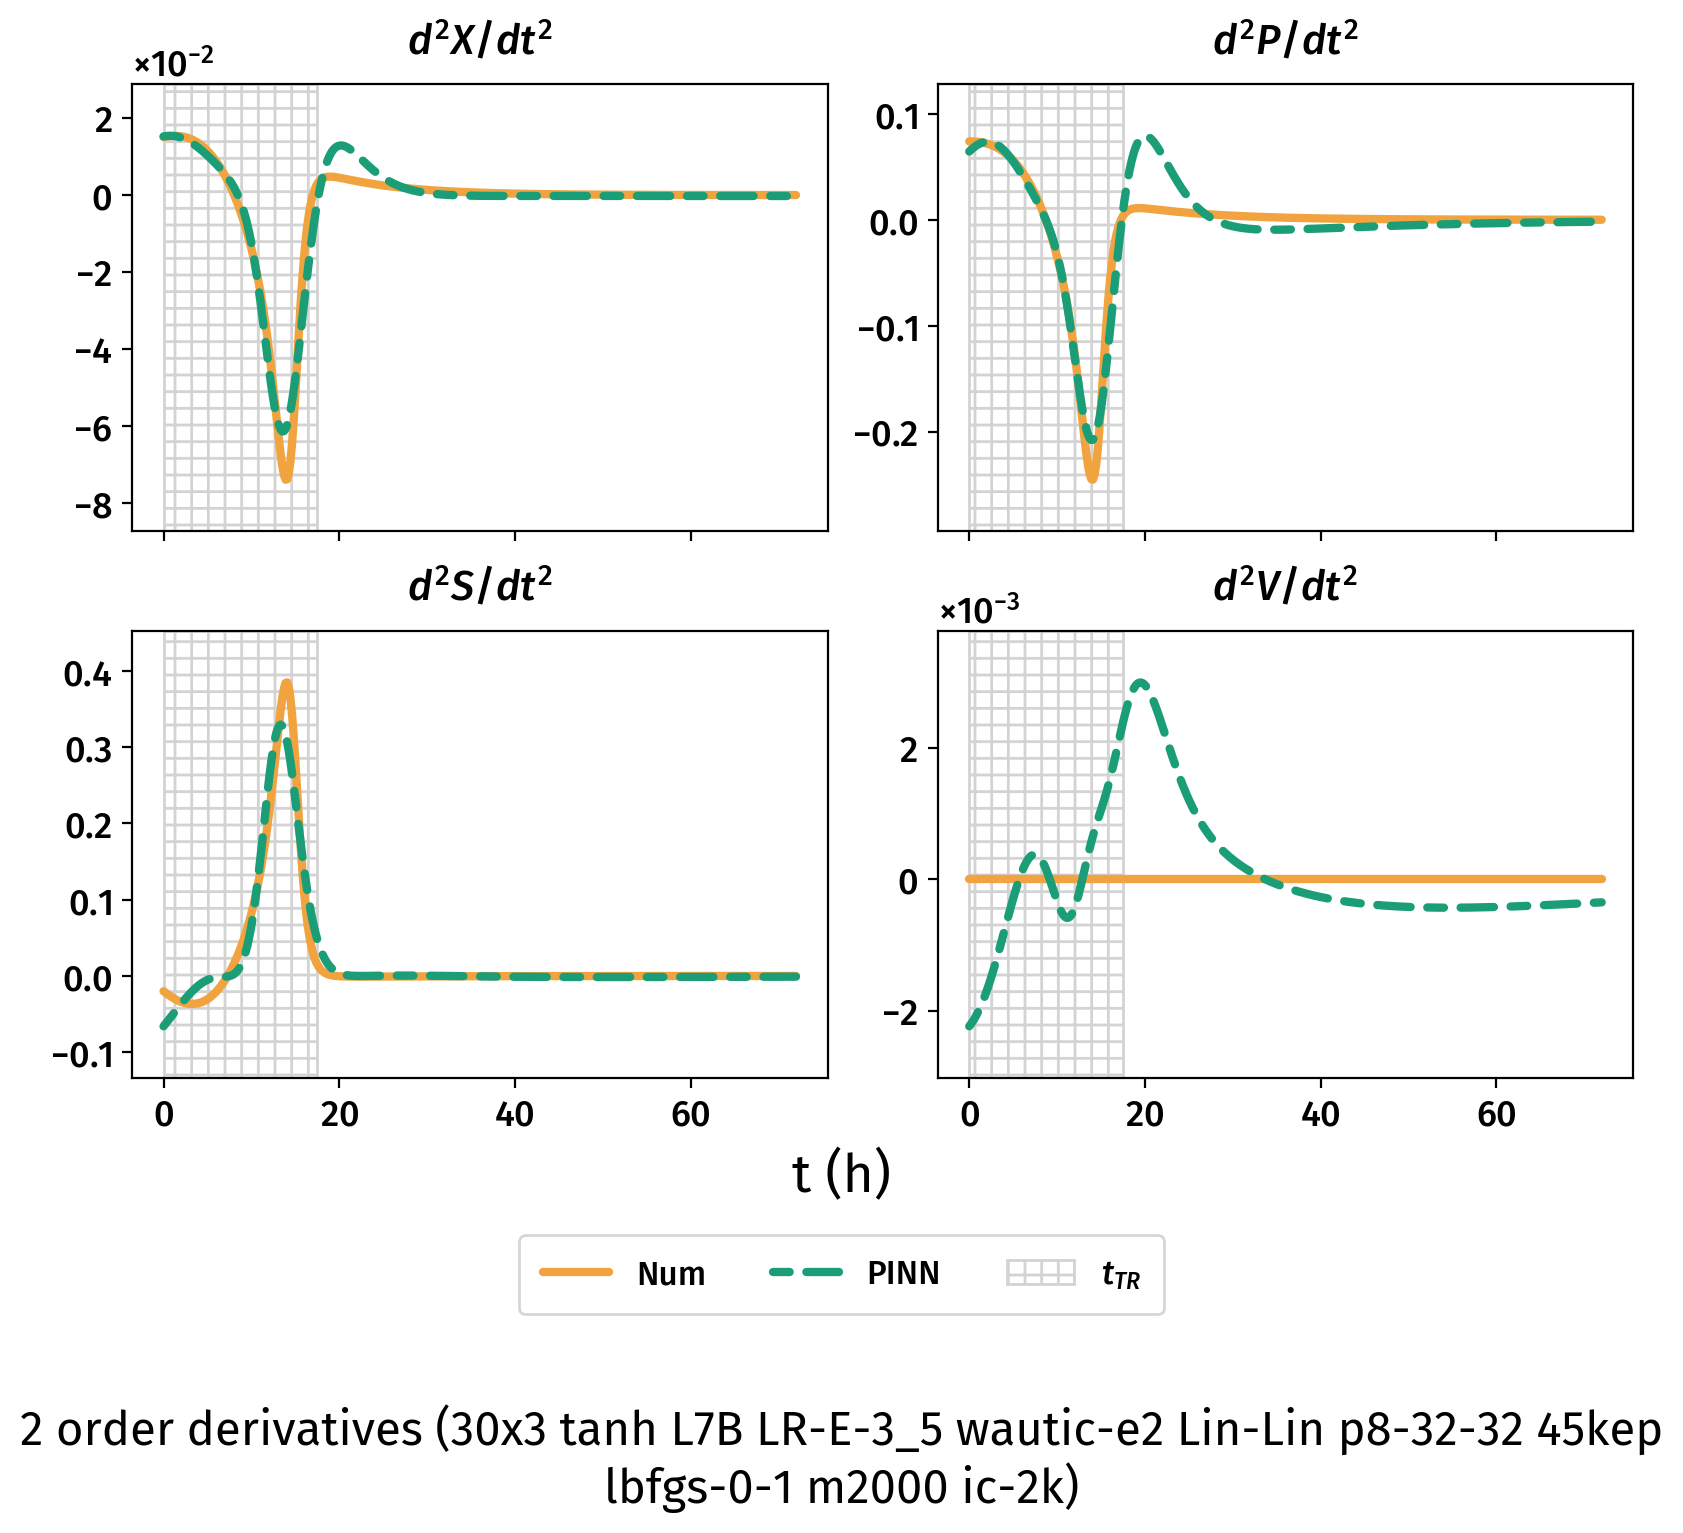 d²X/dt²
×10⁻²
2
0
−2
−4
−6
−8
d²P/dt²
0.1
0.0
−0.1
−0.2
d²S/dt²
0.4
0.3
0.2
0.1
0.0
−0.1
0 20 40 60
d²V/dt²
×10⁻³
2
0
−2
0 20 40 60
t (h)
Num PINN t_TR
2 order derivatives (30x3 tanh L7B LR-E-3_5 wautic-e2 Lin-Lin p8-32-32 45kep
lbfgs-0-1 m2000 ic-2k)